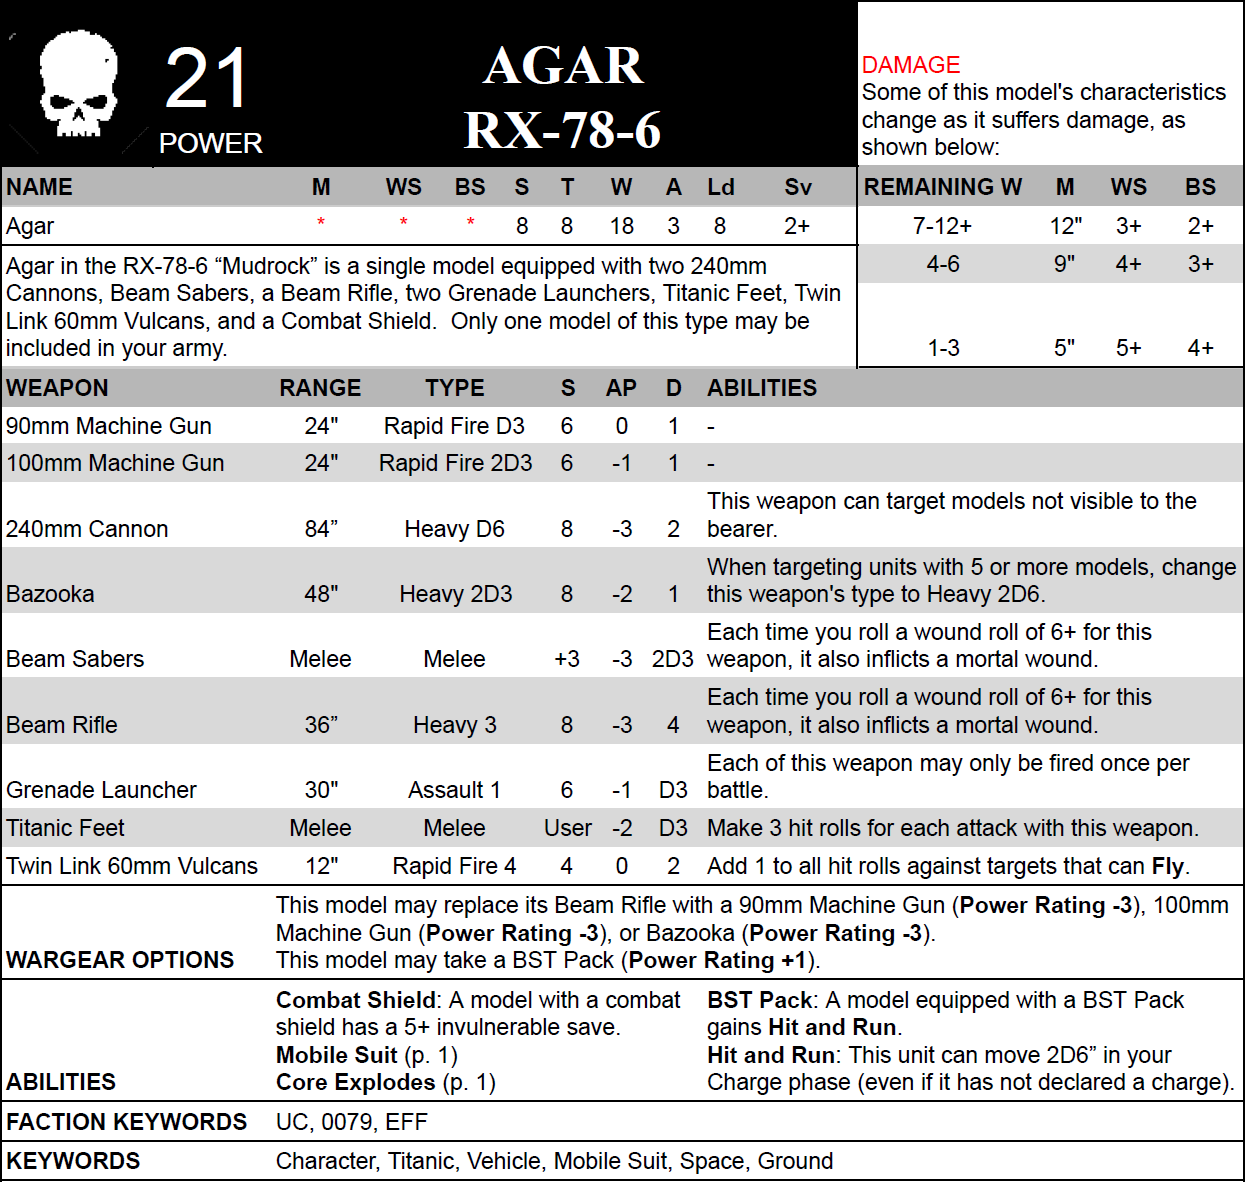 21
POWER
AGAR
RX-78-6
DAMAGE
Some of this model's characteristics
change as it suffers damage, as
shown below:
NAME M WS BS S T W A Ld Sv
Agar * * * 8 8 18 3 8 2+
REMAINING W M WS BS
7-12+ 12" 3+ 2+
4-6 9" 4+ 3+
1-3 5" 5+ 4+
Agar in the RX-78-6 “Mudrock” is a single model equipped with two 240mm
Cannons, Beam Sabers, a Beam Rifle, two Grenade Launchers, Titanic Feet, Twin
Link 60mm Vulcans, and a Combat Shield.  Only one model of this type may be
included in your army.
WEAPON RANGE TYPE S AP D ABILITIES
90mm Machine Gun 24" Rapid Fire D3 6 0 1 -
100mm Machine Gun 24" Rapid Fire 2D3 6 -1 1 -
This weapon can target models not visible to the
240mm Cannon 84” Heavy D6 8 -3 2 bearer.
When targeting units with 5 or more models, change
Bazooka 48" Heavy 2D3 8 -2 1 this weapon's type to Heavy 2D6.
Each time you roll a wound roll of 6+ for this
Beam Sabers Melee Melee +3 -3 2D3 weapon, it also inflicts a mortal wound.
Each time you roll a wound roll of 6+ for this
Beam Rifle 36” Heavy 3 8 -3 4 weapon, it also inflicts a mortal wound.
Each of this weapon may only be fired once per
Grenade Launcher 30" Assault 1 6 -1 D3 battle.
Titanic Feet Melee Melee User -2 D3 Make 3 hit rolls for each attack with this weapon.
Twin Link 60mm Vulcans 12" Rapid Fire 4 4 0 2 Add 1 to all hit rolls against targets that can Fly.
WARGEAR OPTIONS
This model may replace its Beam Rifle with a 90mm Machine Gun (Power Rating -3), 100mm
Machine Gun (Power Rating -3), or Bazooka (Power Rating -3).
This model may take a BST Pack (Power Rating +1).
ABILITIES
Combat Shield: A model with a combat
shield has a 5+ invulnerable save.
Mobile Suit (p. 1)
Core Explodes (p. 1)
BST Pack: A model equipped with a BST Pack
gains Hit and Run.
Hit and Run: This unit can move 2D6” in your
Charge phase (even if it has not declared a charge).
FACTION KEYWORDS UC, 0079, EFF
KEYWORDS Character, Titanic, Vehicle, Mobile Suit, Space, Ground